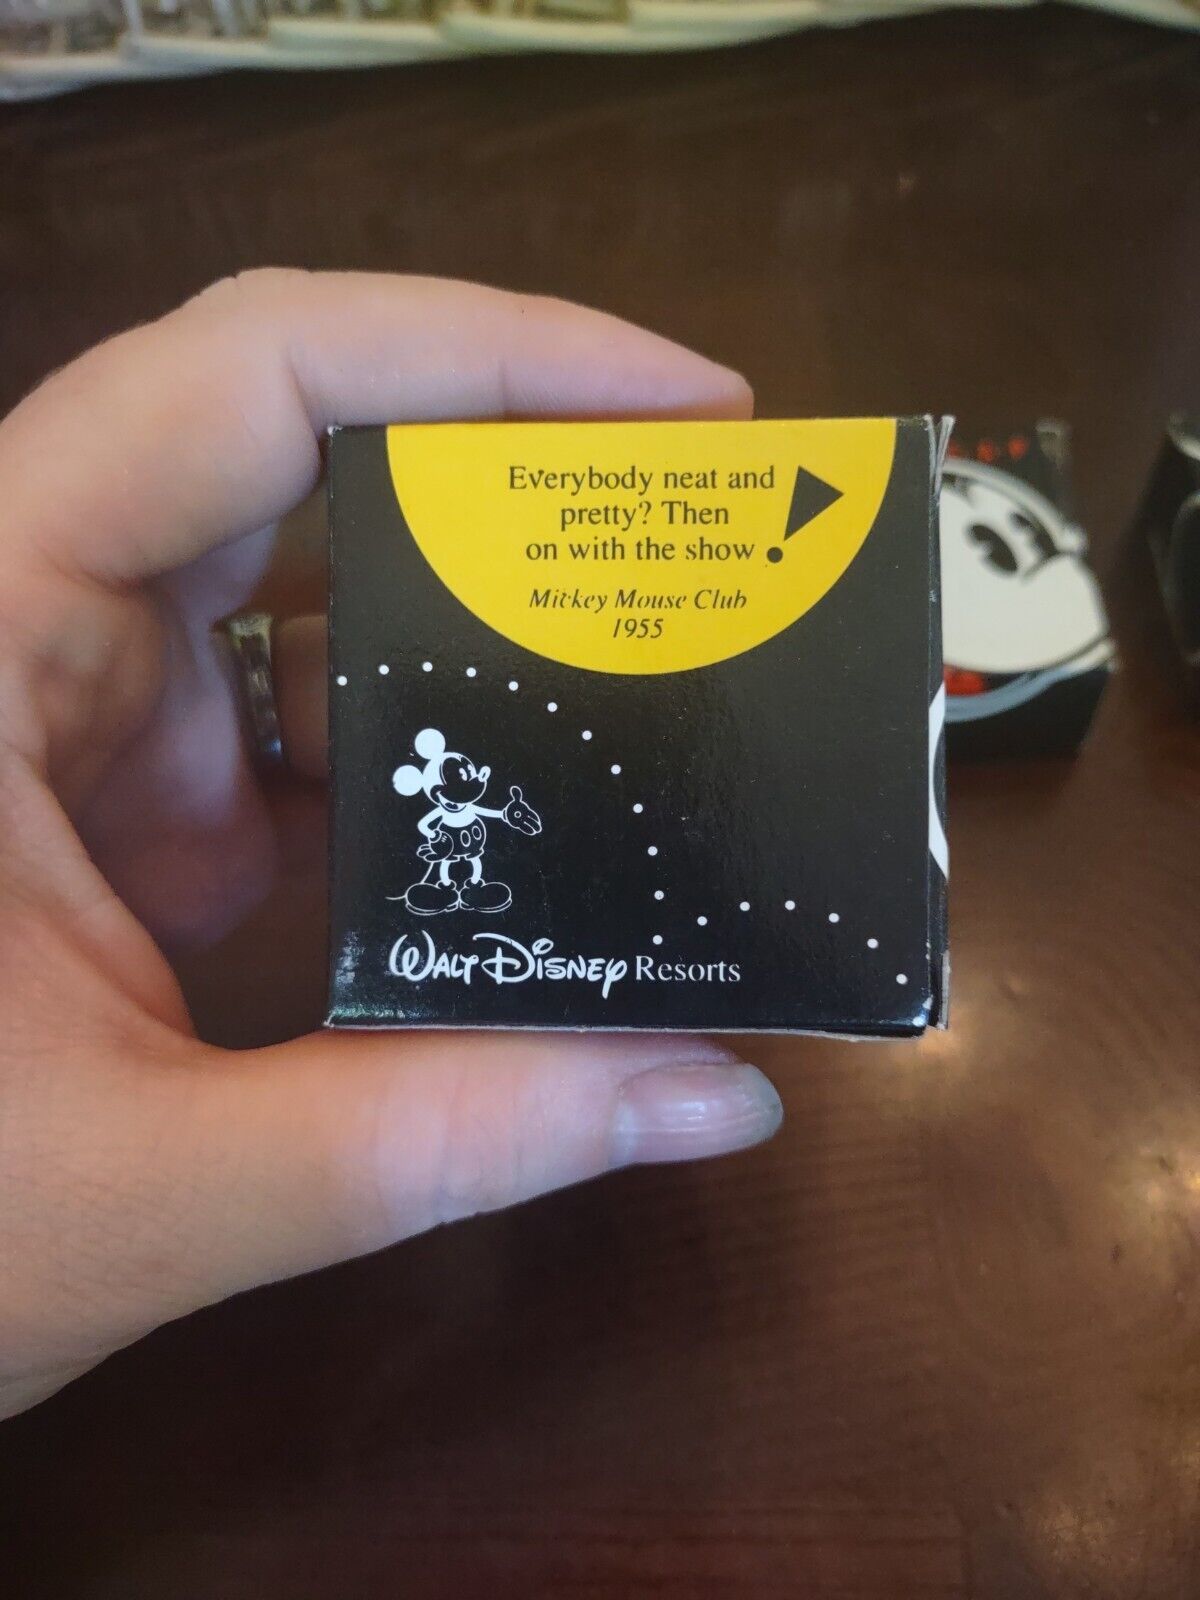 Everybody neat and
pretty? Then
on with the show!
Mickey Mouse Club
1955
Walt Disney Resorts